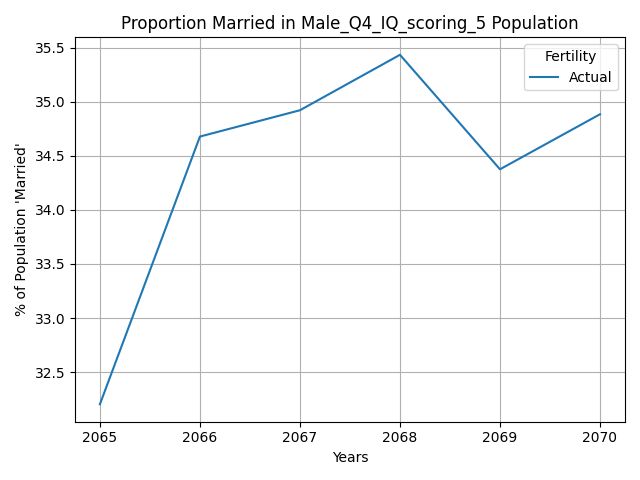 Proportion Married in Male_Q4_IQ_scoring_5 Population
Fertility
Actual
% of Population 'Married'
35.5
35.0
34.5
34.0
33.5
33.0
32.5
2065 2066 2067 2068 2069 2070
Years